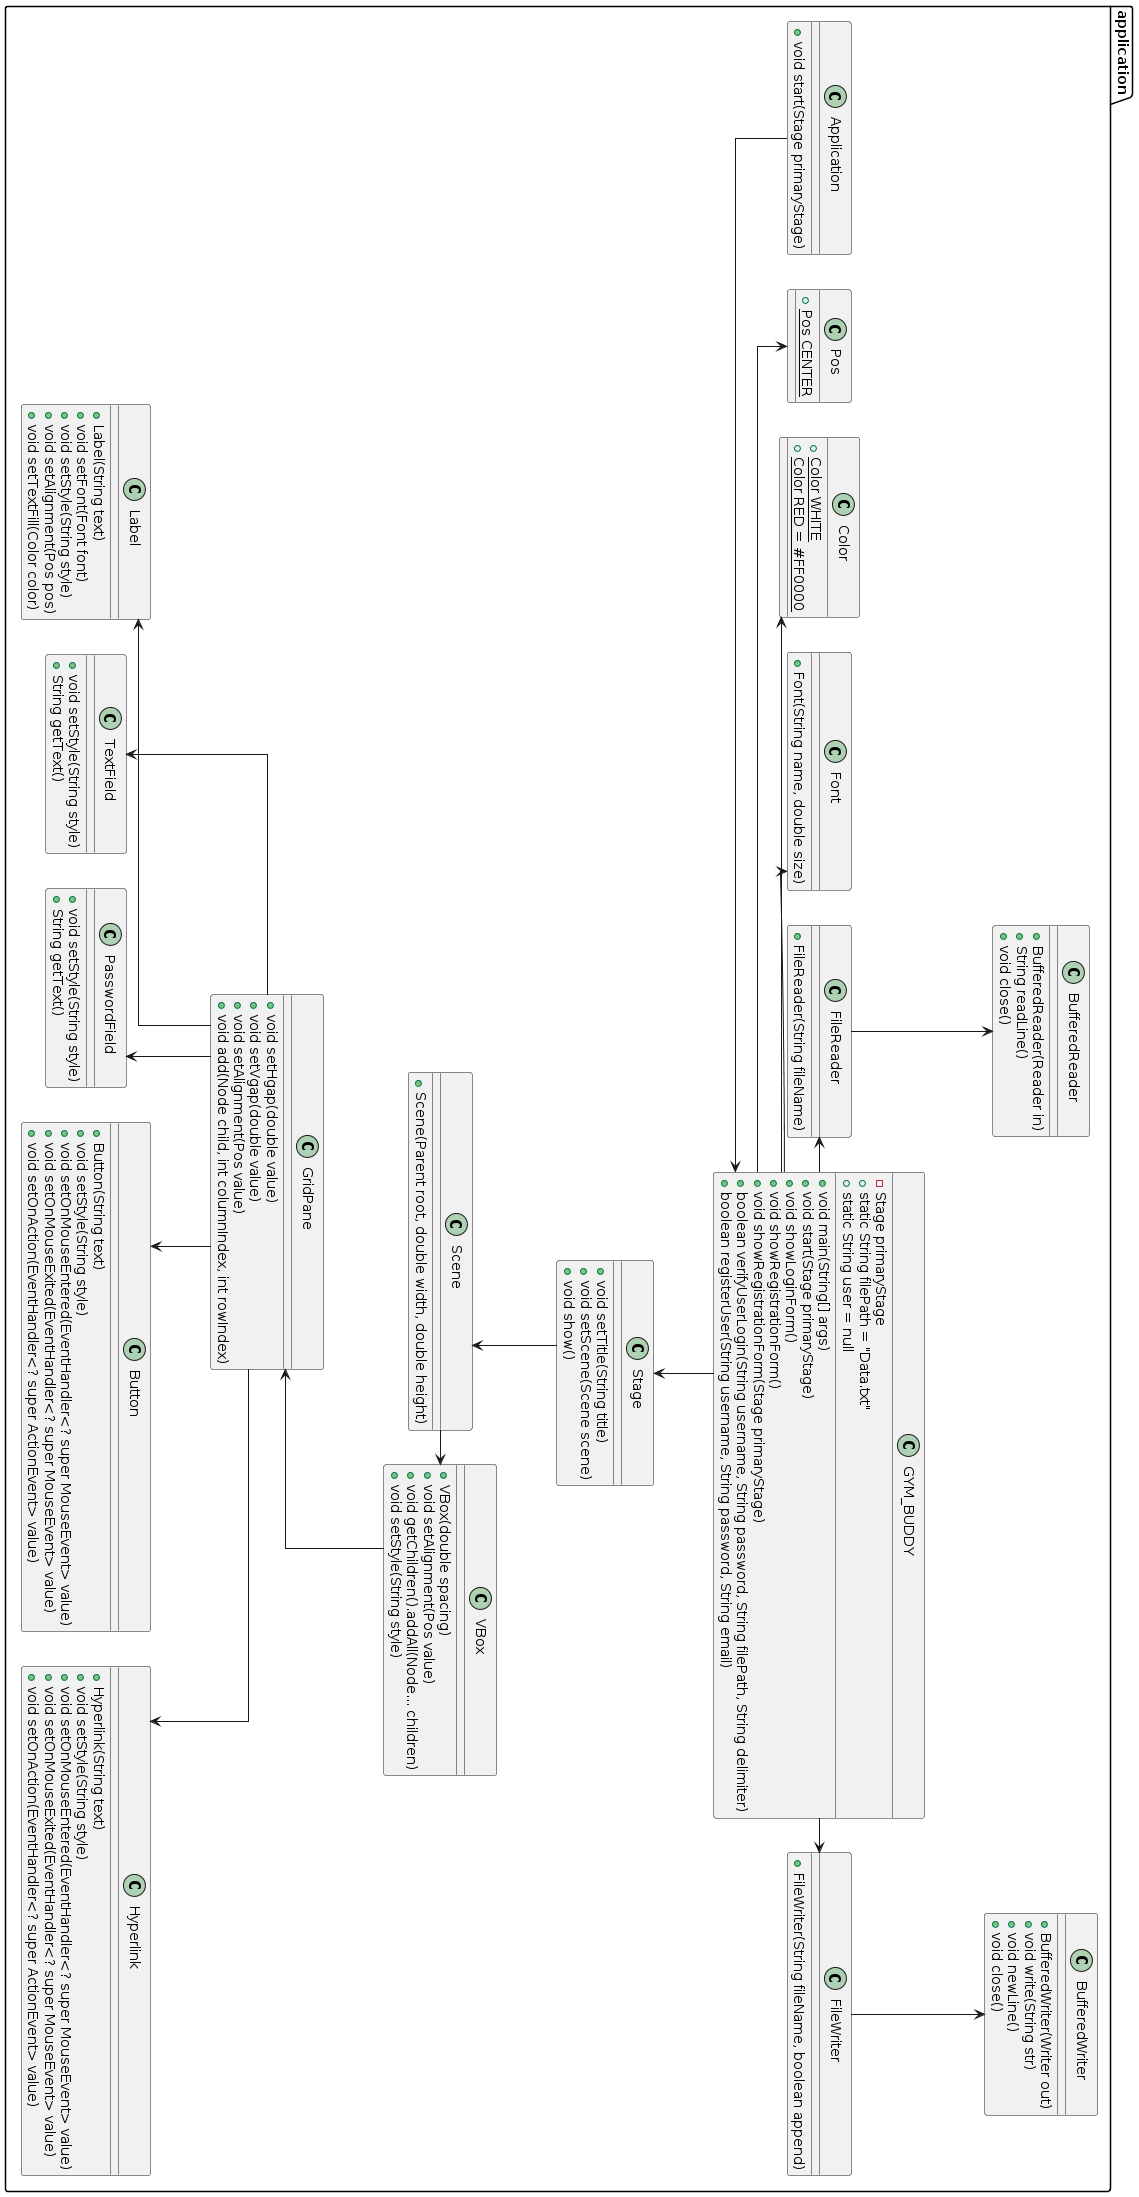 application
BufferedReader
BufferedReader(Reader in)
String readLine()
void close()
BufferedWriter
BufferedWriter(Writer out)
void write(String str)
void newLine()
void close()
Application
void start(Stage primaryStage)
Pos
Pos CENTER
Color
Color WHITE
Color RED = #FF0000
Font
Font(String name, double size)
FileReader
FileReader(String fileName)
GYM_BUDDY
Stage primaryStage
static String filePath = "Data.txt"
static String user = null
void main(String[] args)
void start(Stage primaryStage)
void showLoginForm()
void showRegistrationForm()
void showRegistrationForm(Stage primaryStage)
boolean verifyUserLogin(String username, String password, String filePath, String delimiter)
boolean registerUser(String username, String password, String email)
FileWriter
FileWriter(String fileName, boolean append)
Stage
void setTitle(String title)
void setScene(Scene scene)
void show()
Scene
Scene(Parent root, double width, double height)
VBox
VBox(double spacing)
void setAlignment(Pos value)
void getChildren().addAll(Node... children)
void setStyle(String style)
GridPane
void setHgap(double value)
void setVgap(double value)
void setAlignment(Pos value)
void add(Node child, int columnIndex, int rowIndex)
Label
Label(String text)
void setFont(Font font)
void setStyle(String style)
void setAlignment(Pos pos)
void setTextFill(Color color)
TextField
void setStyle(String style)
String getText()
PasswordField
void setStyle(String style)
String getText()
Button
Button(String text)
void setStyle(String style)
void setOnMouseEntered(EventHandler<? super MouseEvent> value)
void setOnMouseExited(EventHandler<? super MouseEvent> value)
void setOnAction(EventHandler<? super ActionEvent> value)
Hyperlink
Hyperlink(String text)
void setStyle(String style)
void setOnMouseEntered(EventHandler<? super MouseEvent> value)
void setOnMouseExited(EventHandler<? super MouseEvent> value)
void setOnAction(EventHandler<? super ActionEvent> value)